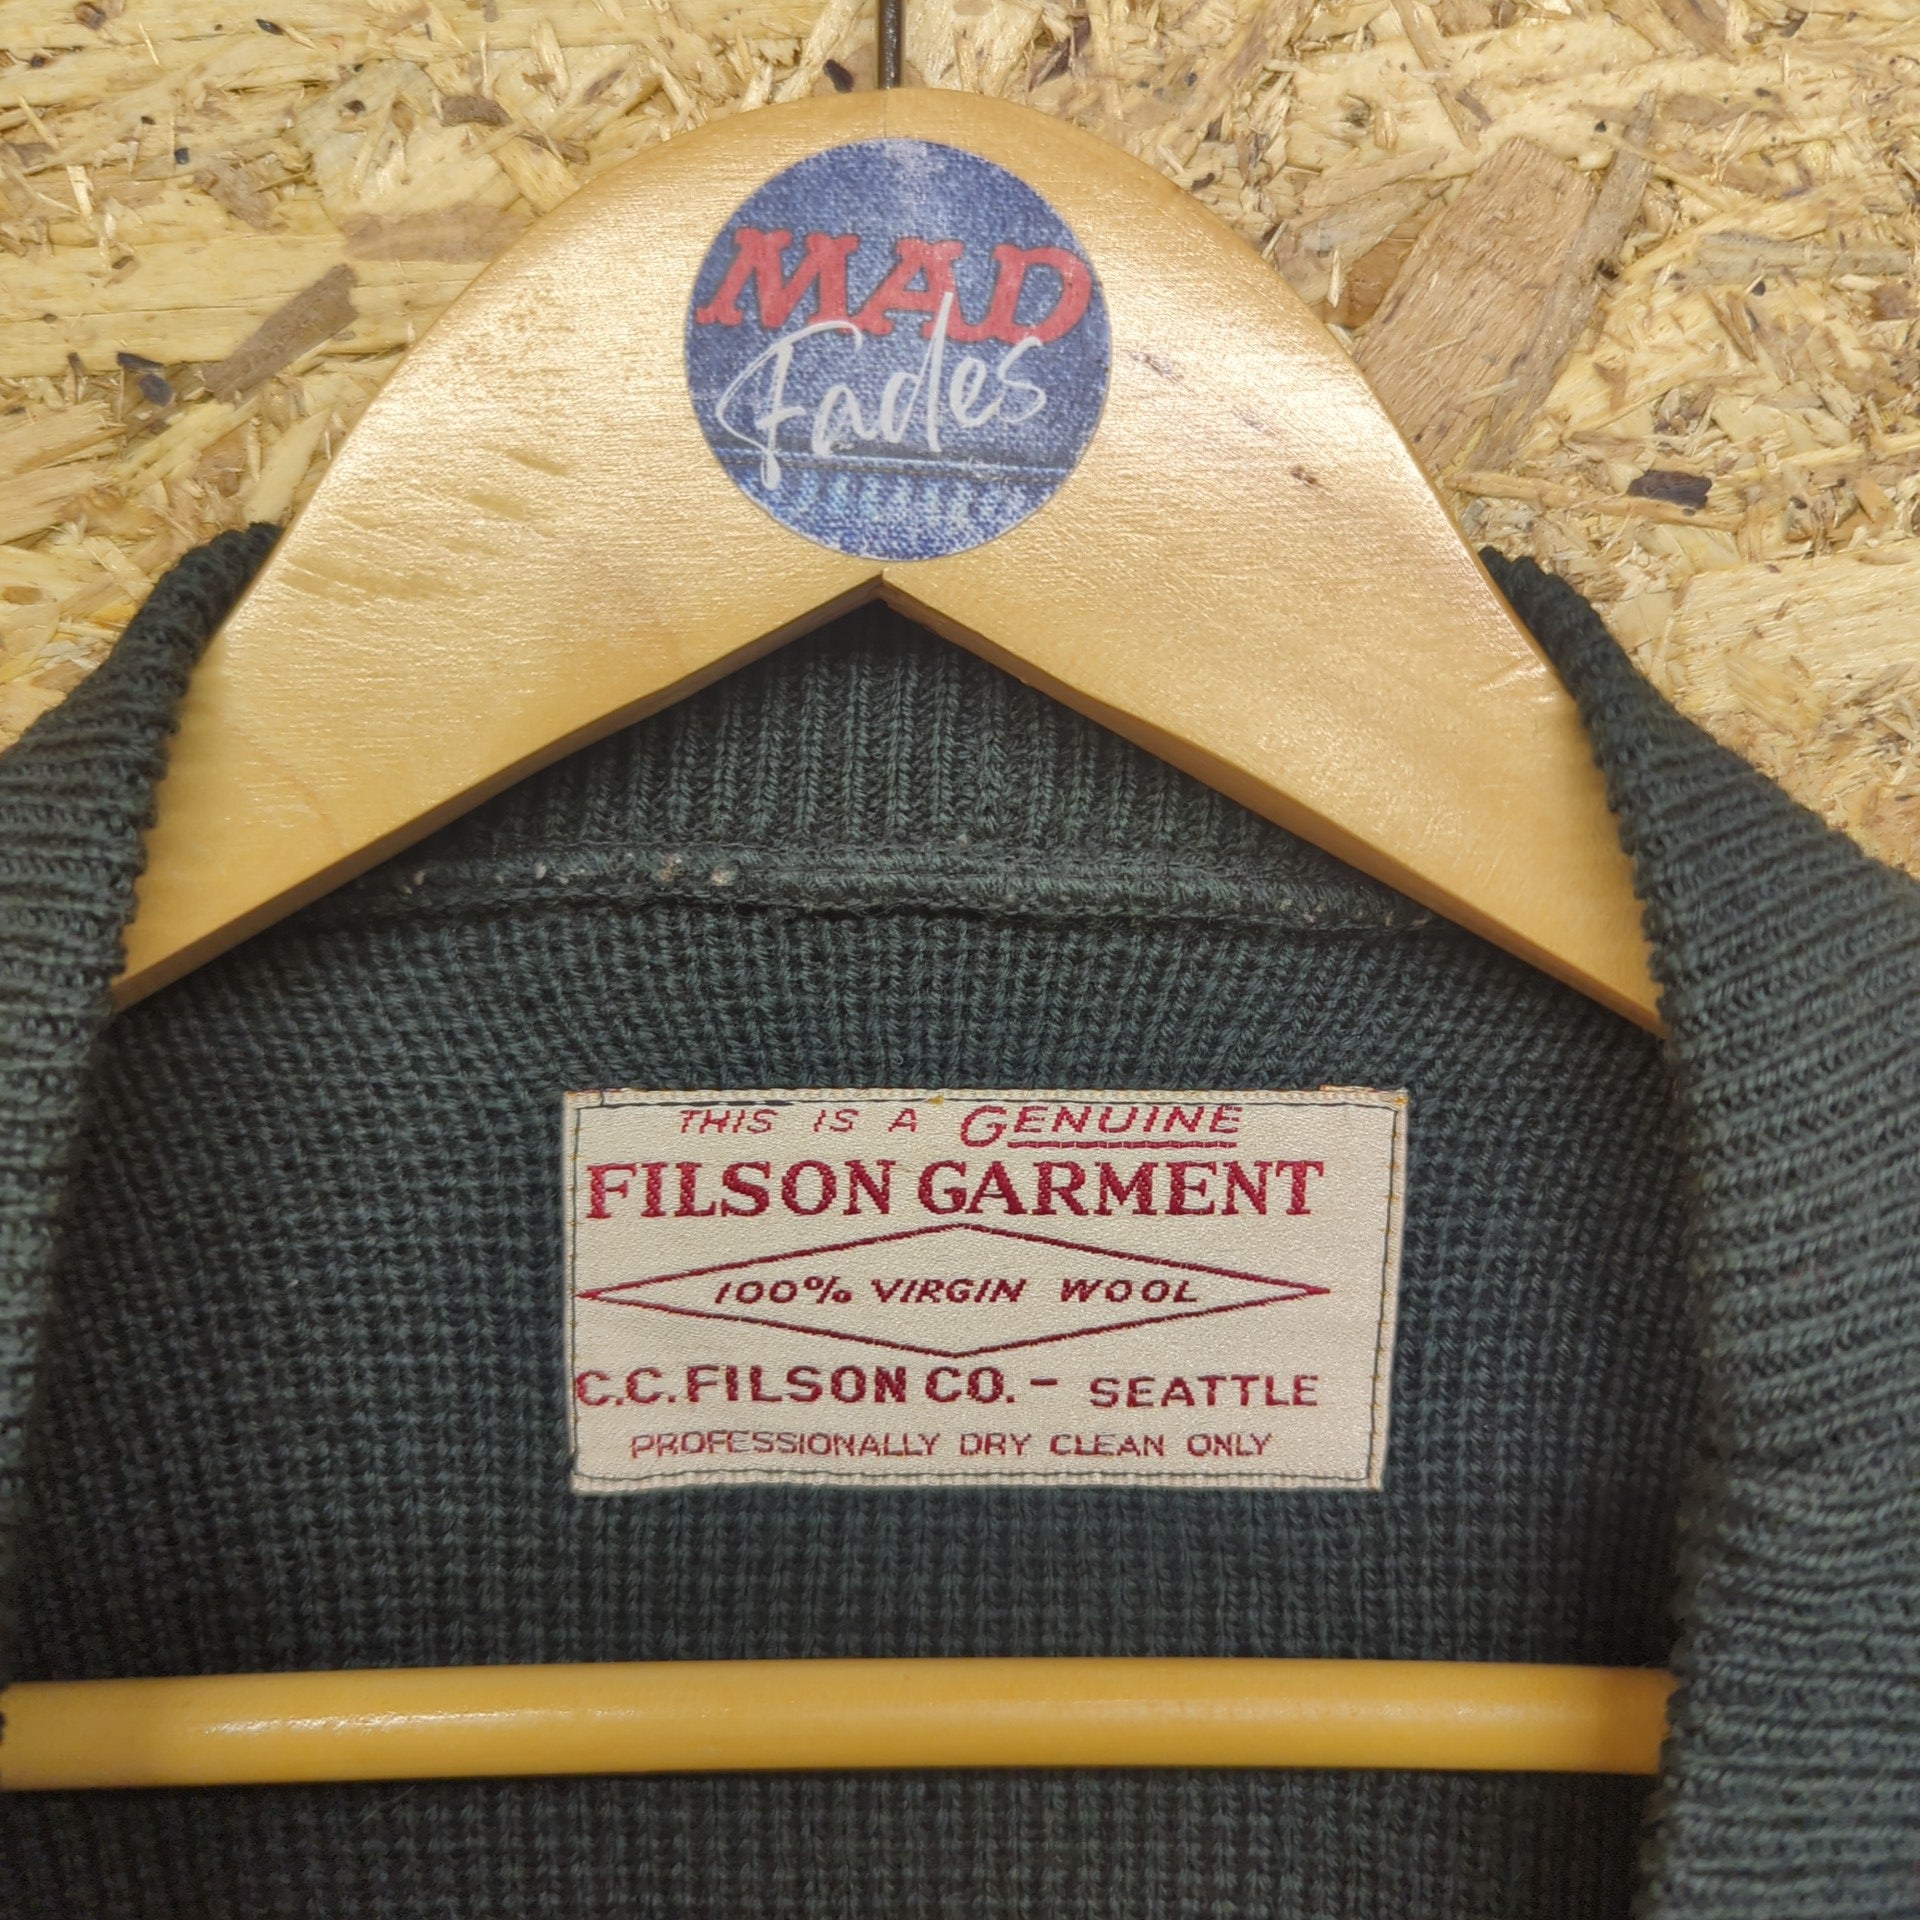 MAD
Fades
THIS IS A GENUINE
FILSON GARMENT
100% VIRGIN WOOL
C.C. FILSON CO. - SEATTLE
PROFESSIONALLY DRY CLEAN ONLY